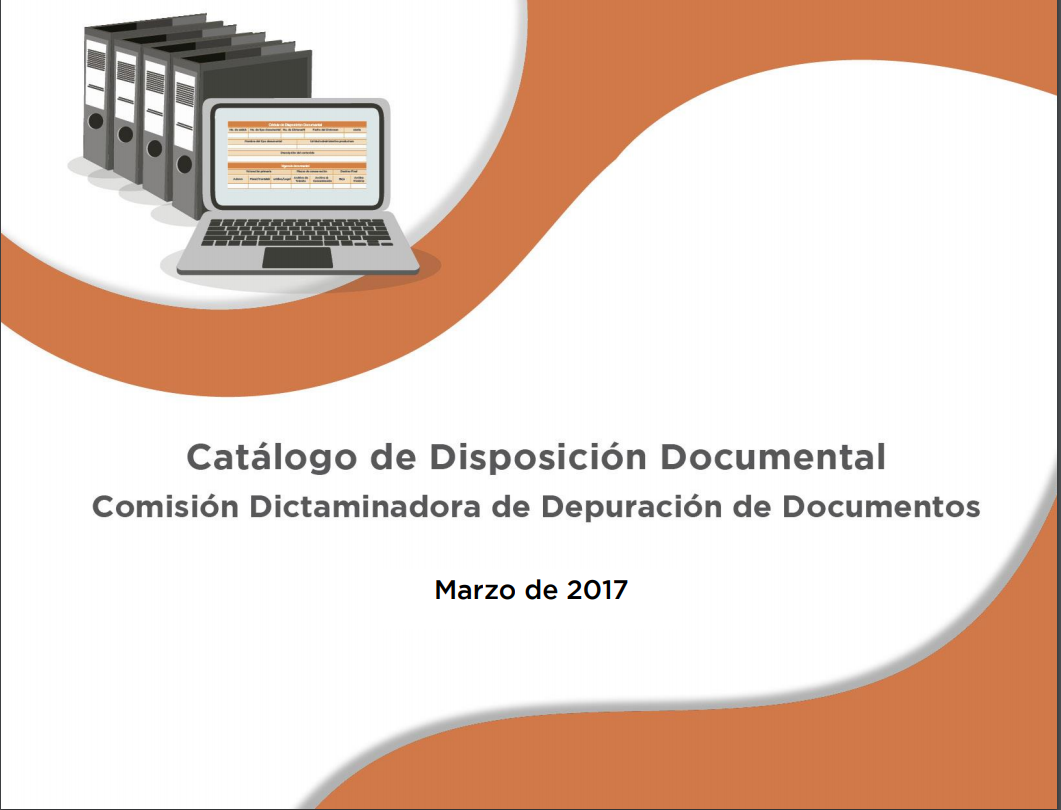 Catálogo de Disposición Documental
Comisión Dictaminadora de Depuración de Documentos
Marzo de 2017